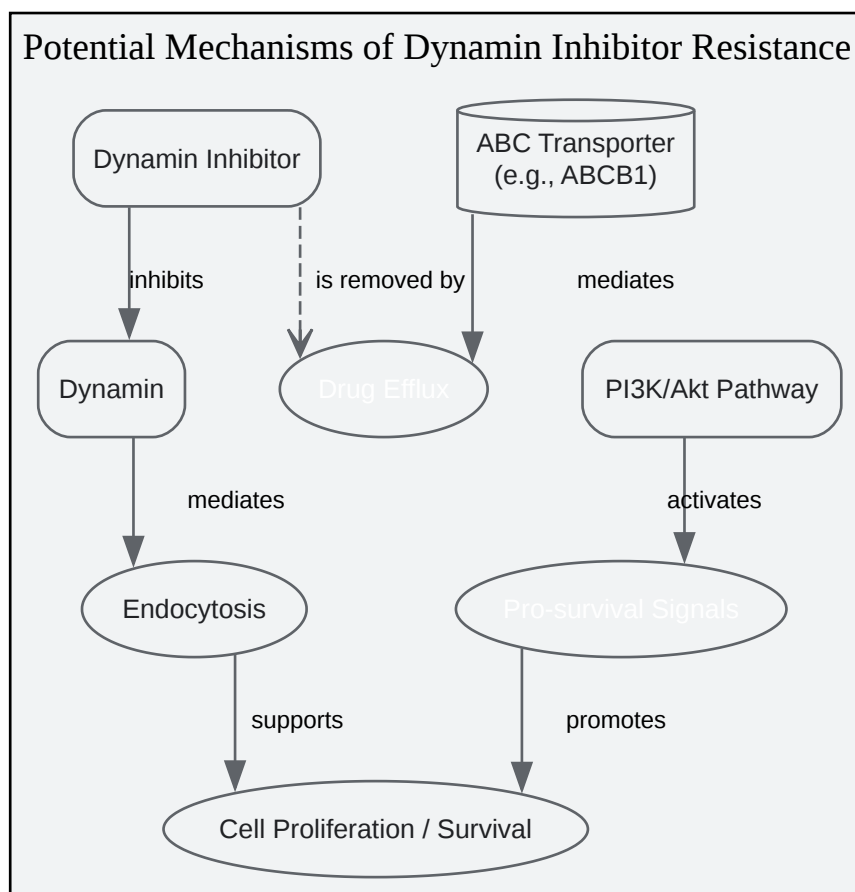 Potential Mechanisms of Dynamin Inhibitor Resistance
Dynamin Inhibitor
ABC Transporter
(e.g., ABCB1)
inhibits
is removed by
mediates
Dynamin
Drug Efflux
PI3K/Akt Pathway
mediates
activates
Endocytosis
Pro-survival Signals
supports
promotes
Cell Proliferation / Survival